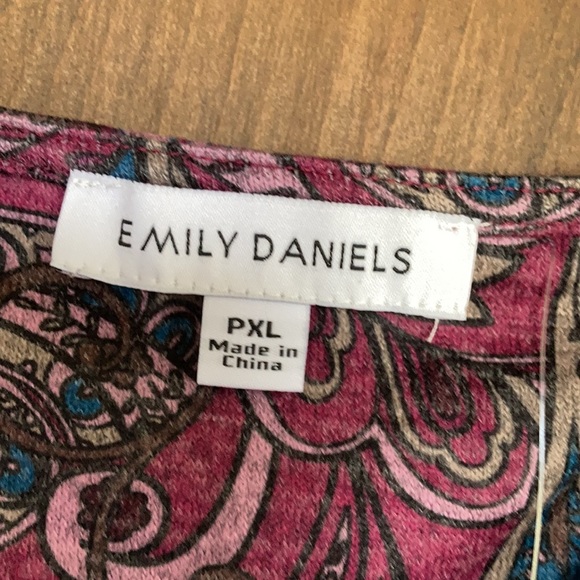 EMILY DANIELS
PXL
Made in
China